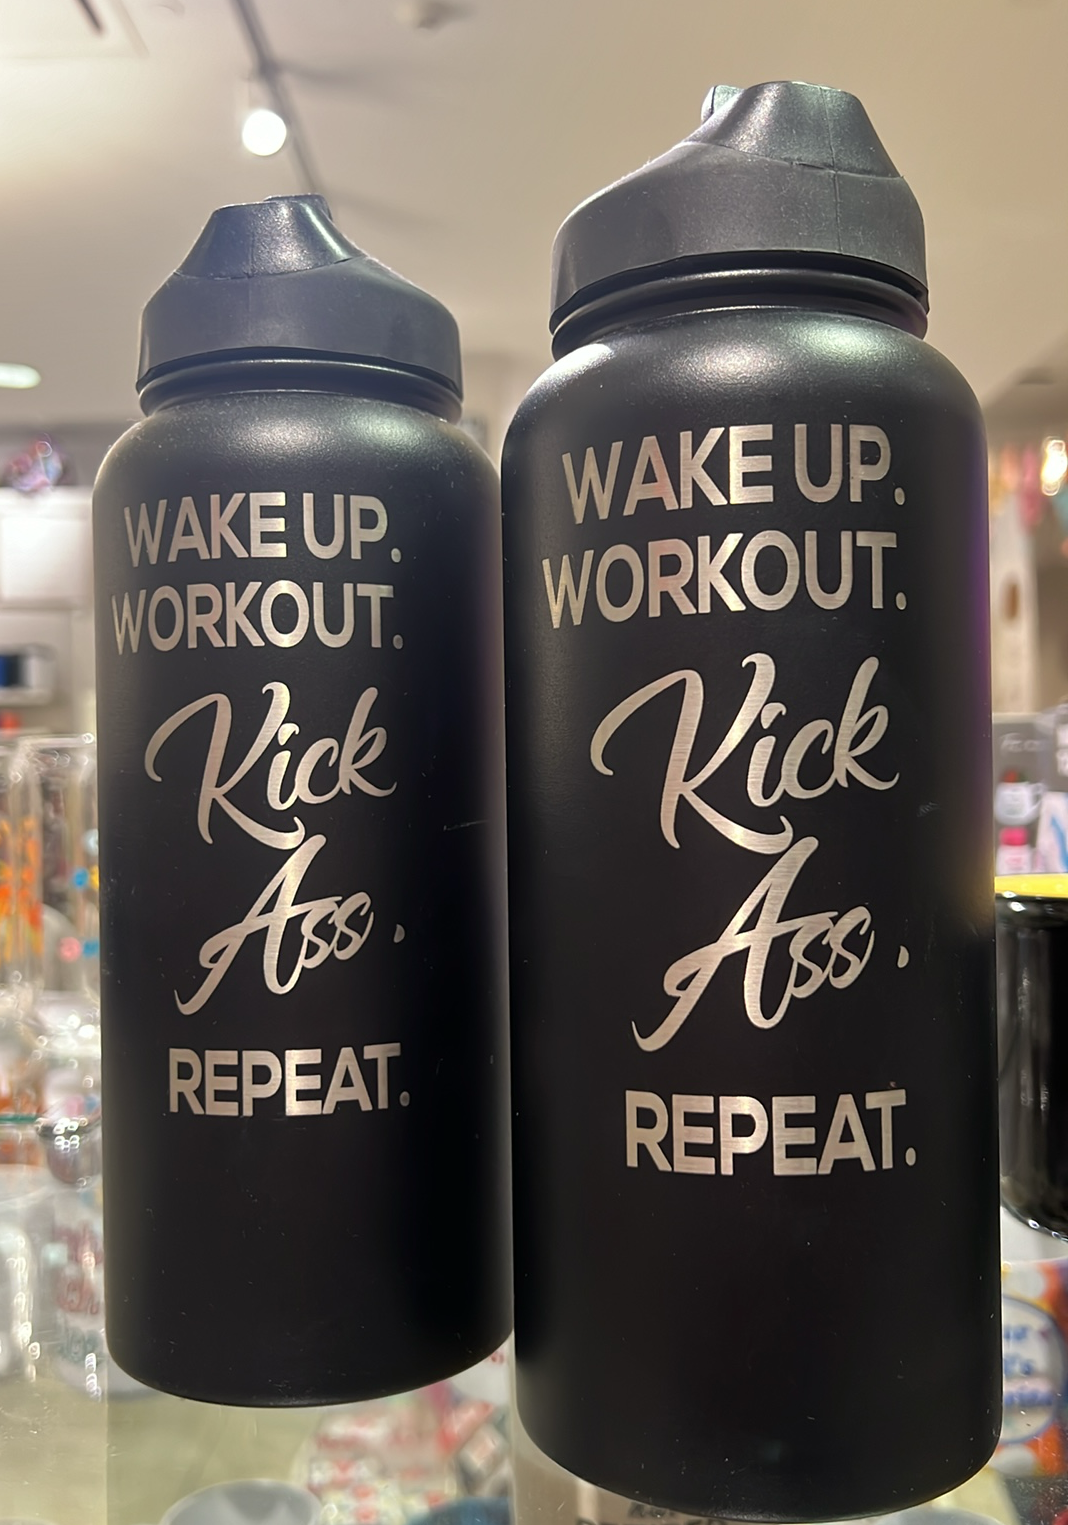 WAKE UP.
WORKOUT.
Kick
Ass.
REPEAT.
WAKE UP.
WORKOUT.
Kick
Ass.
REPEAT.